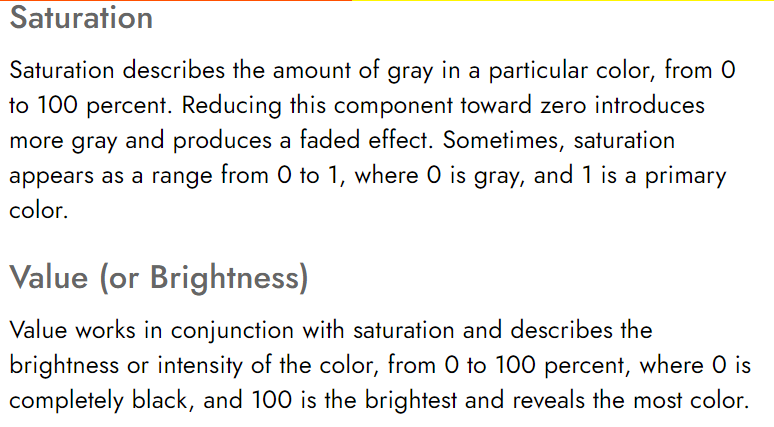 Saturation
Saturation describes the amount of gray in a particular color, from 0
to 100 percent. Reducing this component toward zero introduces
more gray and produces a faded effect. Sometimes, saturation
appears as a range from 0 to 1, where 0 is gray, and 1 is a primary
color.
Value (or Brightness)
Value works in conjunction with saturation and describes the
brightness or intensity of the color, from 0 to 100 percent, where 0 is
completely black, and 100 is the brightest and reveals the most color.